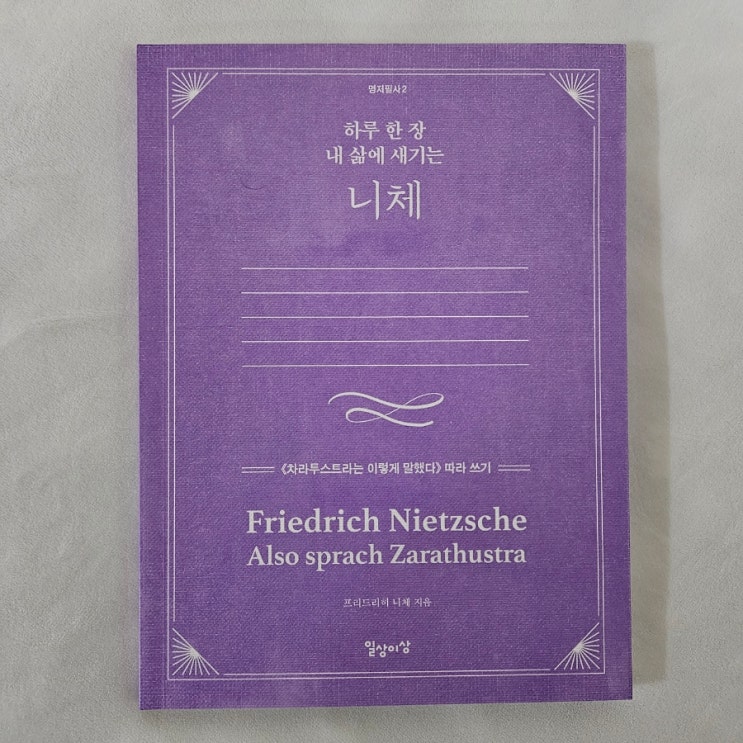 명저필사 2
하루 한 장
내 삶에 새기는
니체
《차라투스트라는 이렇게 말했다》 따라 쓰기
Friedrich Nietzsche
Also sprach Zarathustra
프리드리히 니체 지음
일상이상